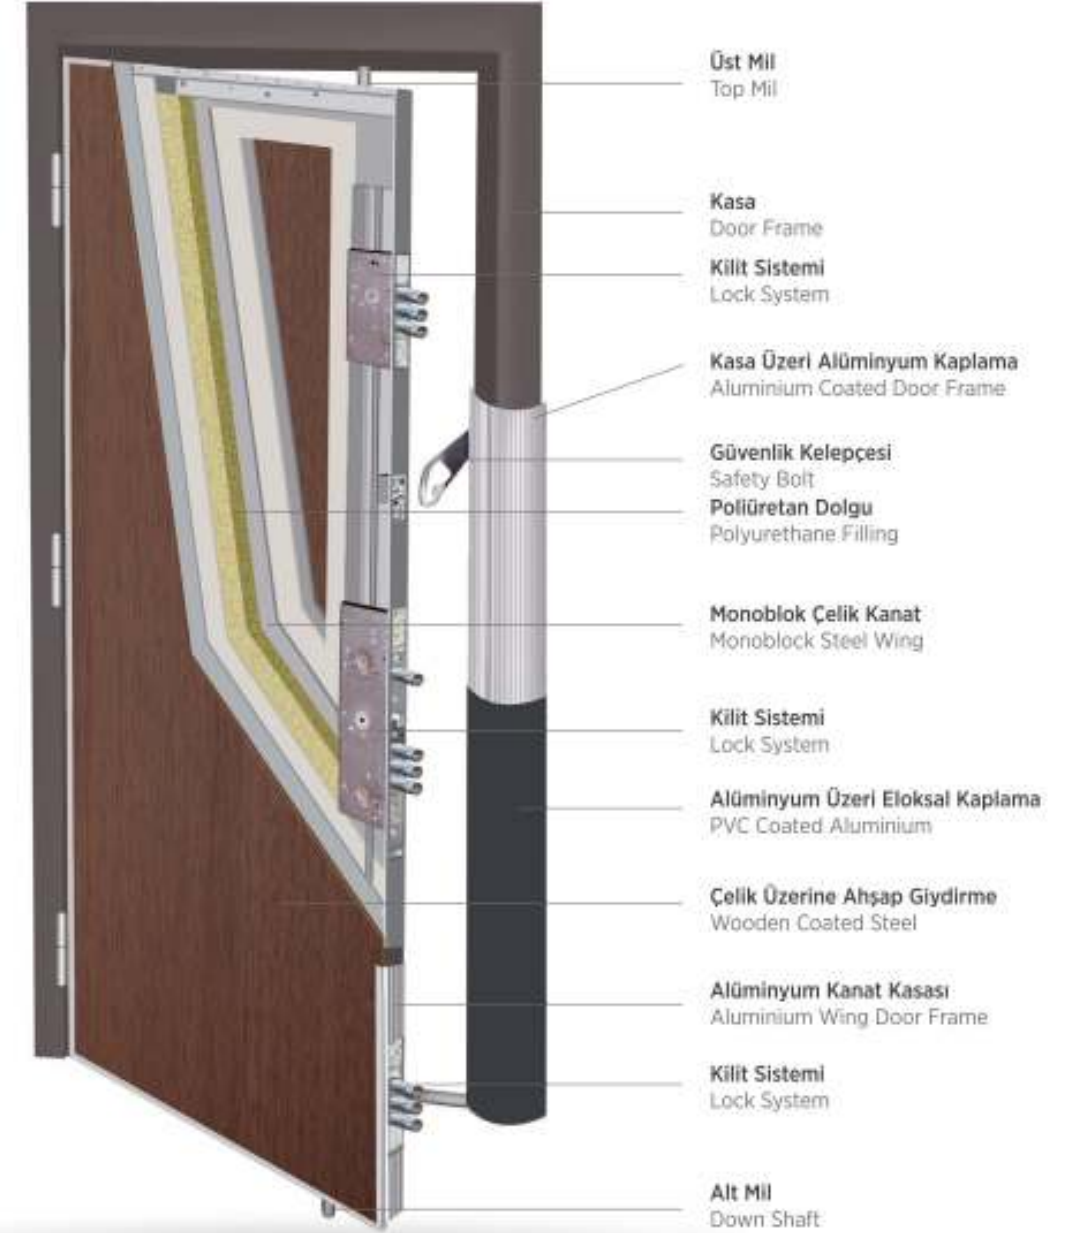 Üst Mil
Top Mil
Kasa
Door Frame
Kilit Sistemi
Lock System
Kasa Üzeri Alüminyum Kaplama
Aluminium Coated Door Frame
Güvenlik Kelepçesi
Safety Bolt
Poliüretan Dolgu
Polyurethane Filling
Monoblok Çelik Kanat
Monoblock Steel Wing
Kilit Sistemi
Lock System
Alüminyum Üzeri Eloksal Kaplama
PVC Coated Aluminium
Çelik Üzerine Ahşap Giydirme
Wooden Coated Steel
Alüminyum Kanat Kasası
Aluminium Wing Door Frame
Kilit Sistemi
Lock System
Alt Mil
Down Shaft